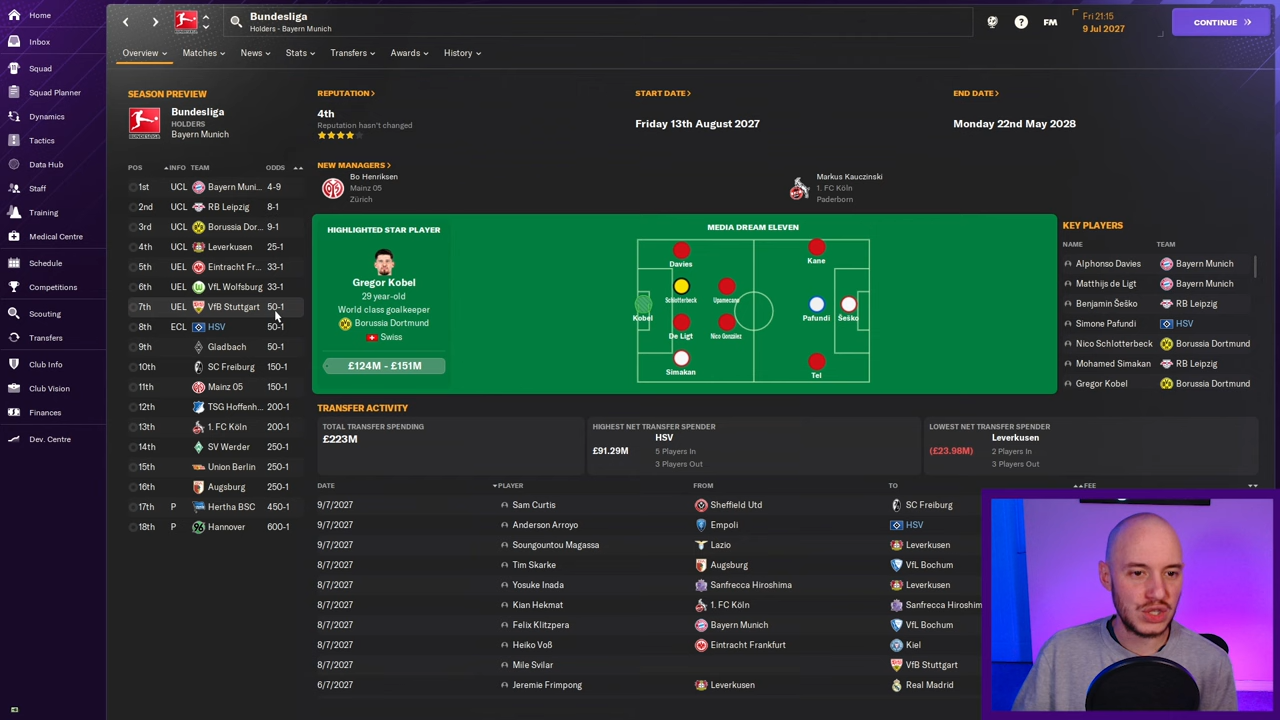 Home
Inbox
Squad
Squad Planner
Dynamics
Tactics
Data Hub
Staff
Training
Medical Centre
Schedule
Competitions
Scouting
Transfers
Club Info
Club Vision
Finances
Dev. Centre
Bundesliga
Holders - Bayern Munich
FM
Fri 21:15
9 Jul 2027
CONTINUE
Overview Matches News Stats Transfers Awards History
SEASON PREVIEW
Bundesliga
HOLDERS
Bayern Munich
POS INFO TEAM ODDS
1st UCL Bayern Muni... 4-9
2nd UCL RB Leipzig 8-1
3rd UCL Borussia Dor... 9-1
4th UCL Leverkusen 25-1
5th UEL Eintracht Fr... 33-1
6th UEL VfL Wolfsburg 33-1
7th UEL VfB Stuttgart 50-1
8th ECL HSV 50-1
9th Gladbach 50-1
10th SC Freiburg 150-1
11th Mainz 05 150-1
12th TSG Hoffenh... 200-1
13th 1. FC Köln 200-1
14th SV Werder 250-1
15th Union Berlin 250-1
16th Augsburg 250-1
17th P Hertha BSC 450-1
18th P Hannover 600-1
REPUTATION
4th
Reputation hasn't changed
START DATE
Friday 13th August 2027
END DATE
Monday 22nd May 2028
NEW MANAGERS
Bo Henriksen
Mainz 05
Zürich
Markus Kauczinski
1. FC Köln
Paderborn
HIGHLIGHTED STAR PLAYER
Gregor Kobel
29 year-old
World class goalkeeper
Borussia Dortmund
Swiss
£124M - £151M
MEDIA DREAM ELEVEN
Davies
Kane
Schlotterbeck
Upamecano
Kobel
Pafundi
Šeško
De Ligt
Nico González
Simakan
Tel
KEY PLAYERS
NAME TEAM
Alphonso Davies Bayern Munich
Matthijs de Ligt Bayern Munich
Benjamin Šeško RB Leipzig
Simone Pafundi HSV
Nico Schlotterbeck Borussia Dortmund
Mohamed Simakan RB Leipzig
Gregor Kobel Borussia Dortmund
TRANSFER ACTIVITY
TOTAL TRANSFER SPENDING
£223M
HIGHEST NET TRANSFER SPENDER
HSV
£91.29M
5 Players In
3 Players Out
LOWEST NET TRANSFER SPENDER
Leverkusen
(£23.98M)
2 Players In
3 Players Out
DATE PLAYER FROM TO FEE
9/7/2027 Sam Curtis Sheffield Utd SC Freiburg
9/7/2027 Anderson Arroyo Empoli HSV
9/7/2027 Soungoutou Magassa Lazio Leverkusen
8/7/2027 Tim Skarke Augsburg VfL Bochum
8/7/2027 Yosuke Inada Sanfrecca Hiroshima Leverkusen
8/7/2027 Kian Hekmat 1. FC Köln Sanfrecca Hiroshim
8/7/2027 Felix Klitzpera Bayern Munich VfL Bochum
8/7/2027 Heiko Voß Eintracht Frankfurt Kiel
8/7/2027 Mile Svilar VfB Stuttgart
6/7/2027 Jeremie Frimpong Leverkusen Real Madrid